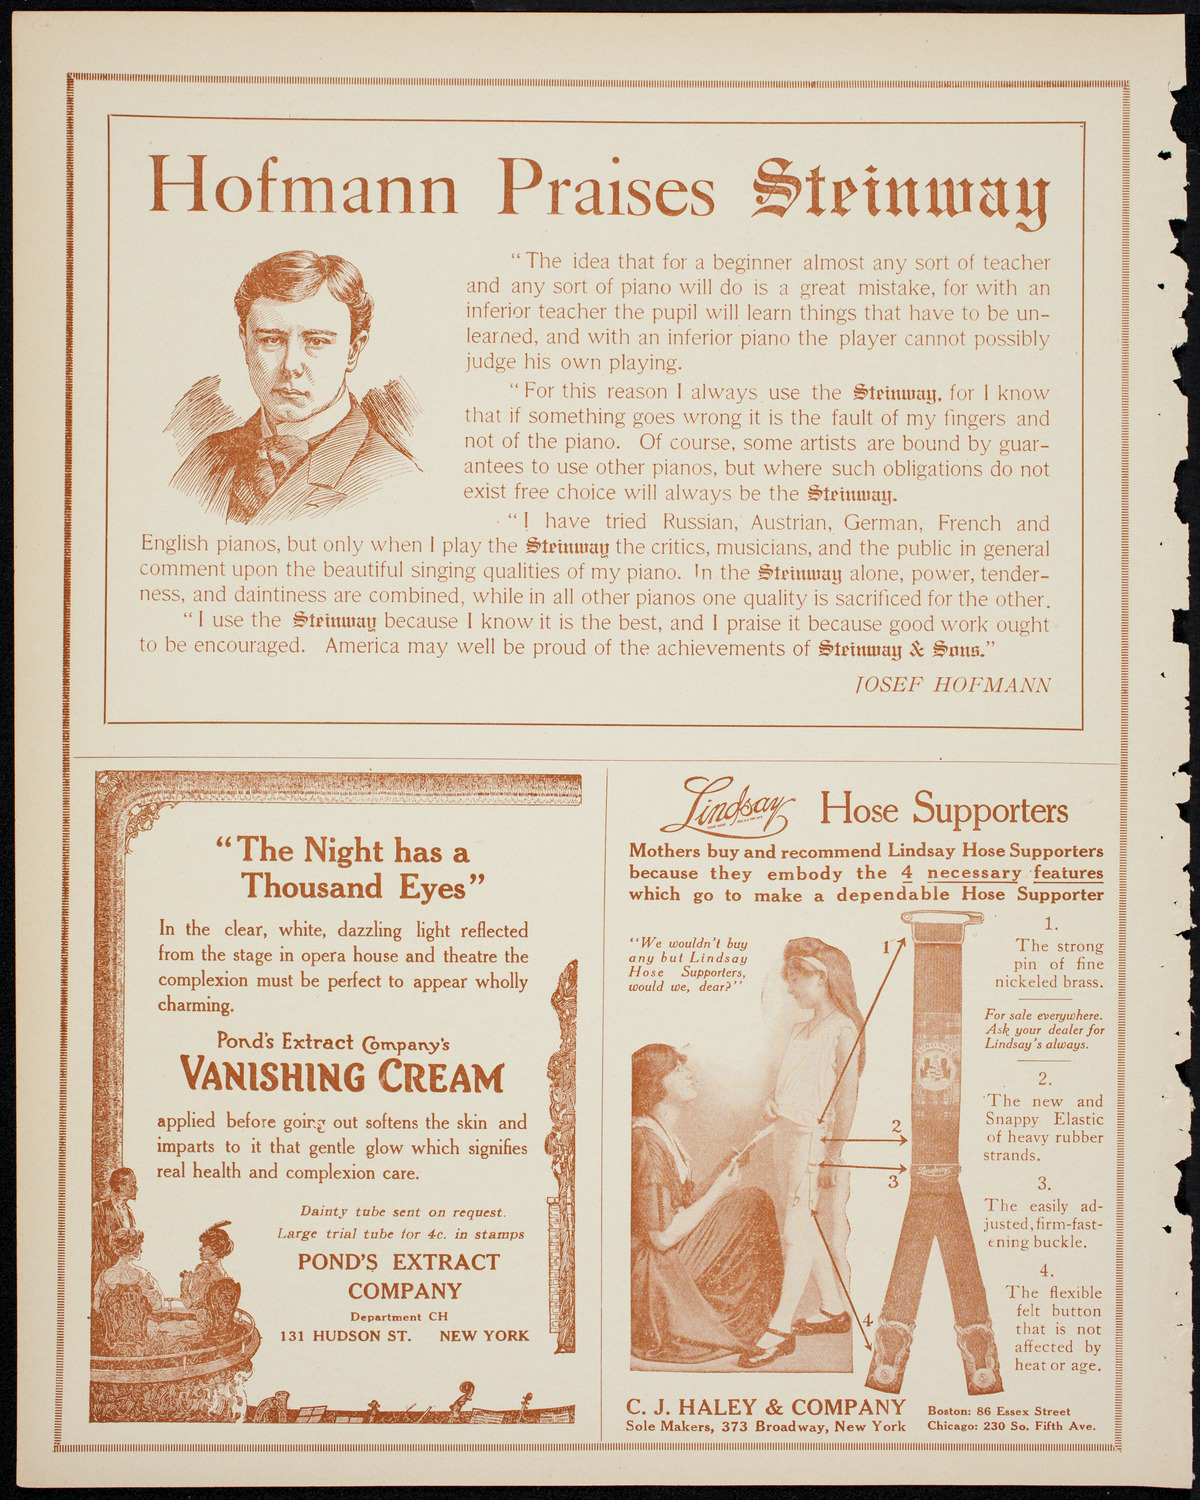 Hofmann Praises Steinway
“The idea that for a beginner almost any sort of teacher
and any sort of piano will do is a great mistake, for with an
inferior teacher the pupil will learn things that have to be un-
learned, and with an inferior piano the player cannot possibly
judge his own playing.
“For this reason I always use the Steinway, for I know
that if something goes wrong it is the fault of my fingers and
not of the piano. Of course, some artists are bound by guar-
antees to use other pianos, but where such obligations do not
exist free choice will always be the Steinway.
“I have tried Russian, Austrian, German, French and
English pianos, but only when I play the Steinway the critics, musicians, and the public in general
comment upon the beautiful singing qualities of my piano. In the Steinway alone, power, tender-
ness, and daintiness are combined, while in all other pianos one quality is sacrificed for the other.
“I use the Steinway because I know it is the best, and I praise it because good work ought
to be encouraged. America may well be proud of the achievements of Steinway & Sons.”
JOSEF HOFMANN
“The Night has a
Thousand Eyes”
In the clear, white, dazzling light reflected
from the stage in opera house and theatre the
complexion must be perfect to appear wholly
charming.
Pond's Extract Company's
VANISHING CREAM
applied before going out softens the skin and
imparts to it that gentle glow which signifies
real health and complexion care.
Dainty tube sent on request.
Large trial tube for 4c. in stamps
POND'S EXTRACT
COMPANY
Department CH
131 HUDSON ST. NEW YORK
Lindsay Hose Supporters
Mothers buy and recommend Lindsay Hose Supporters
because they embody the 4 necessary features
which go to make a dependable Hose Supporter
“We wouldn't buy
any but Lindsay
Hose Supporters,
would we, dear?”
1
2
3
4
Lindsay
1.
The strong
pin of fine
nickeled brass.
For sale everywhere.
Ask your dealer for
Lindsay's always.
2.
The new and
Snappy Elastic
of heavy rubber
strands.
3.
The easily ad-
justed, firm-fast-
ening buckle.
4.
The flexible
felt button
that is not
affected by
heat or age.
C. J. HALEY & COMPANY
Sole Makers, 373 Broadway, New York
Boston: 86 Essex Street
Chicago: 230 So. Fifth Ave.